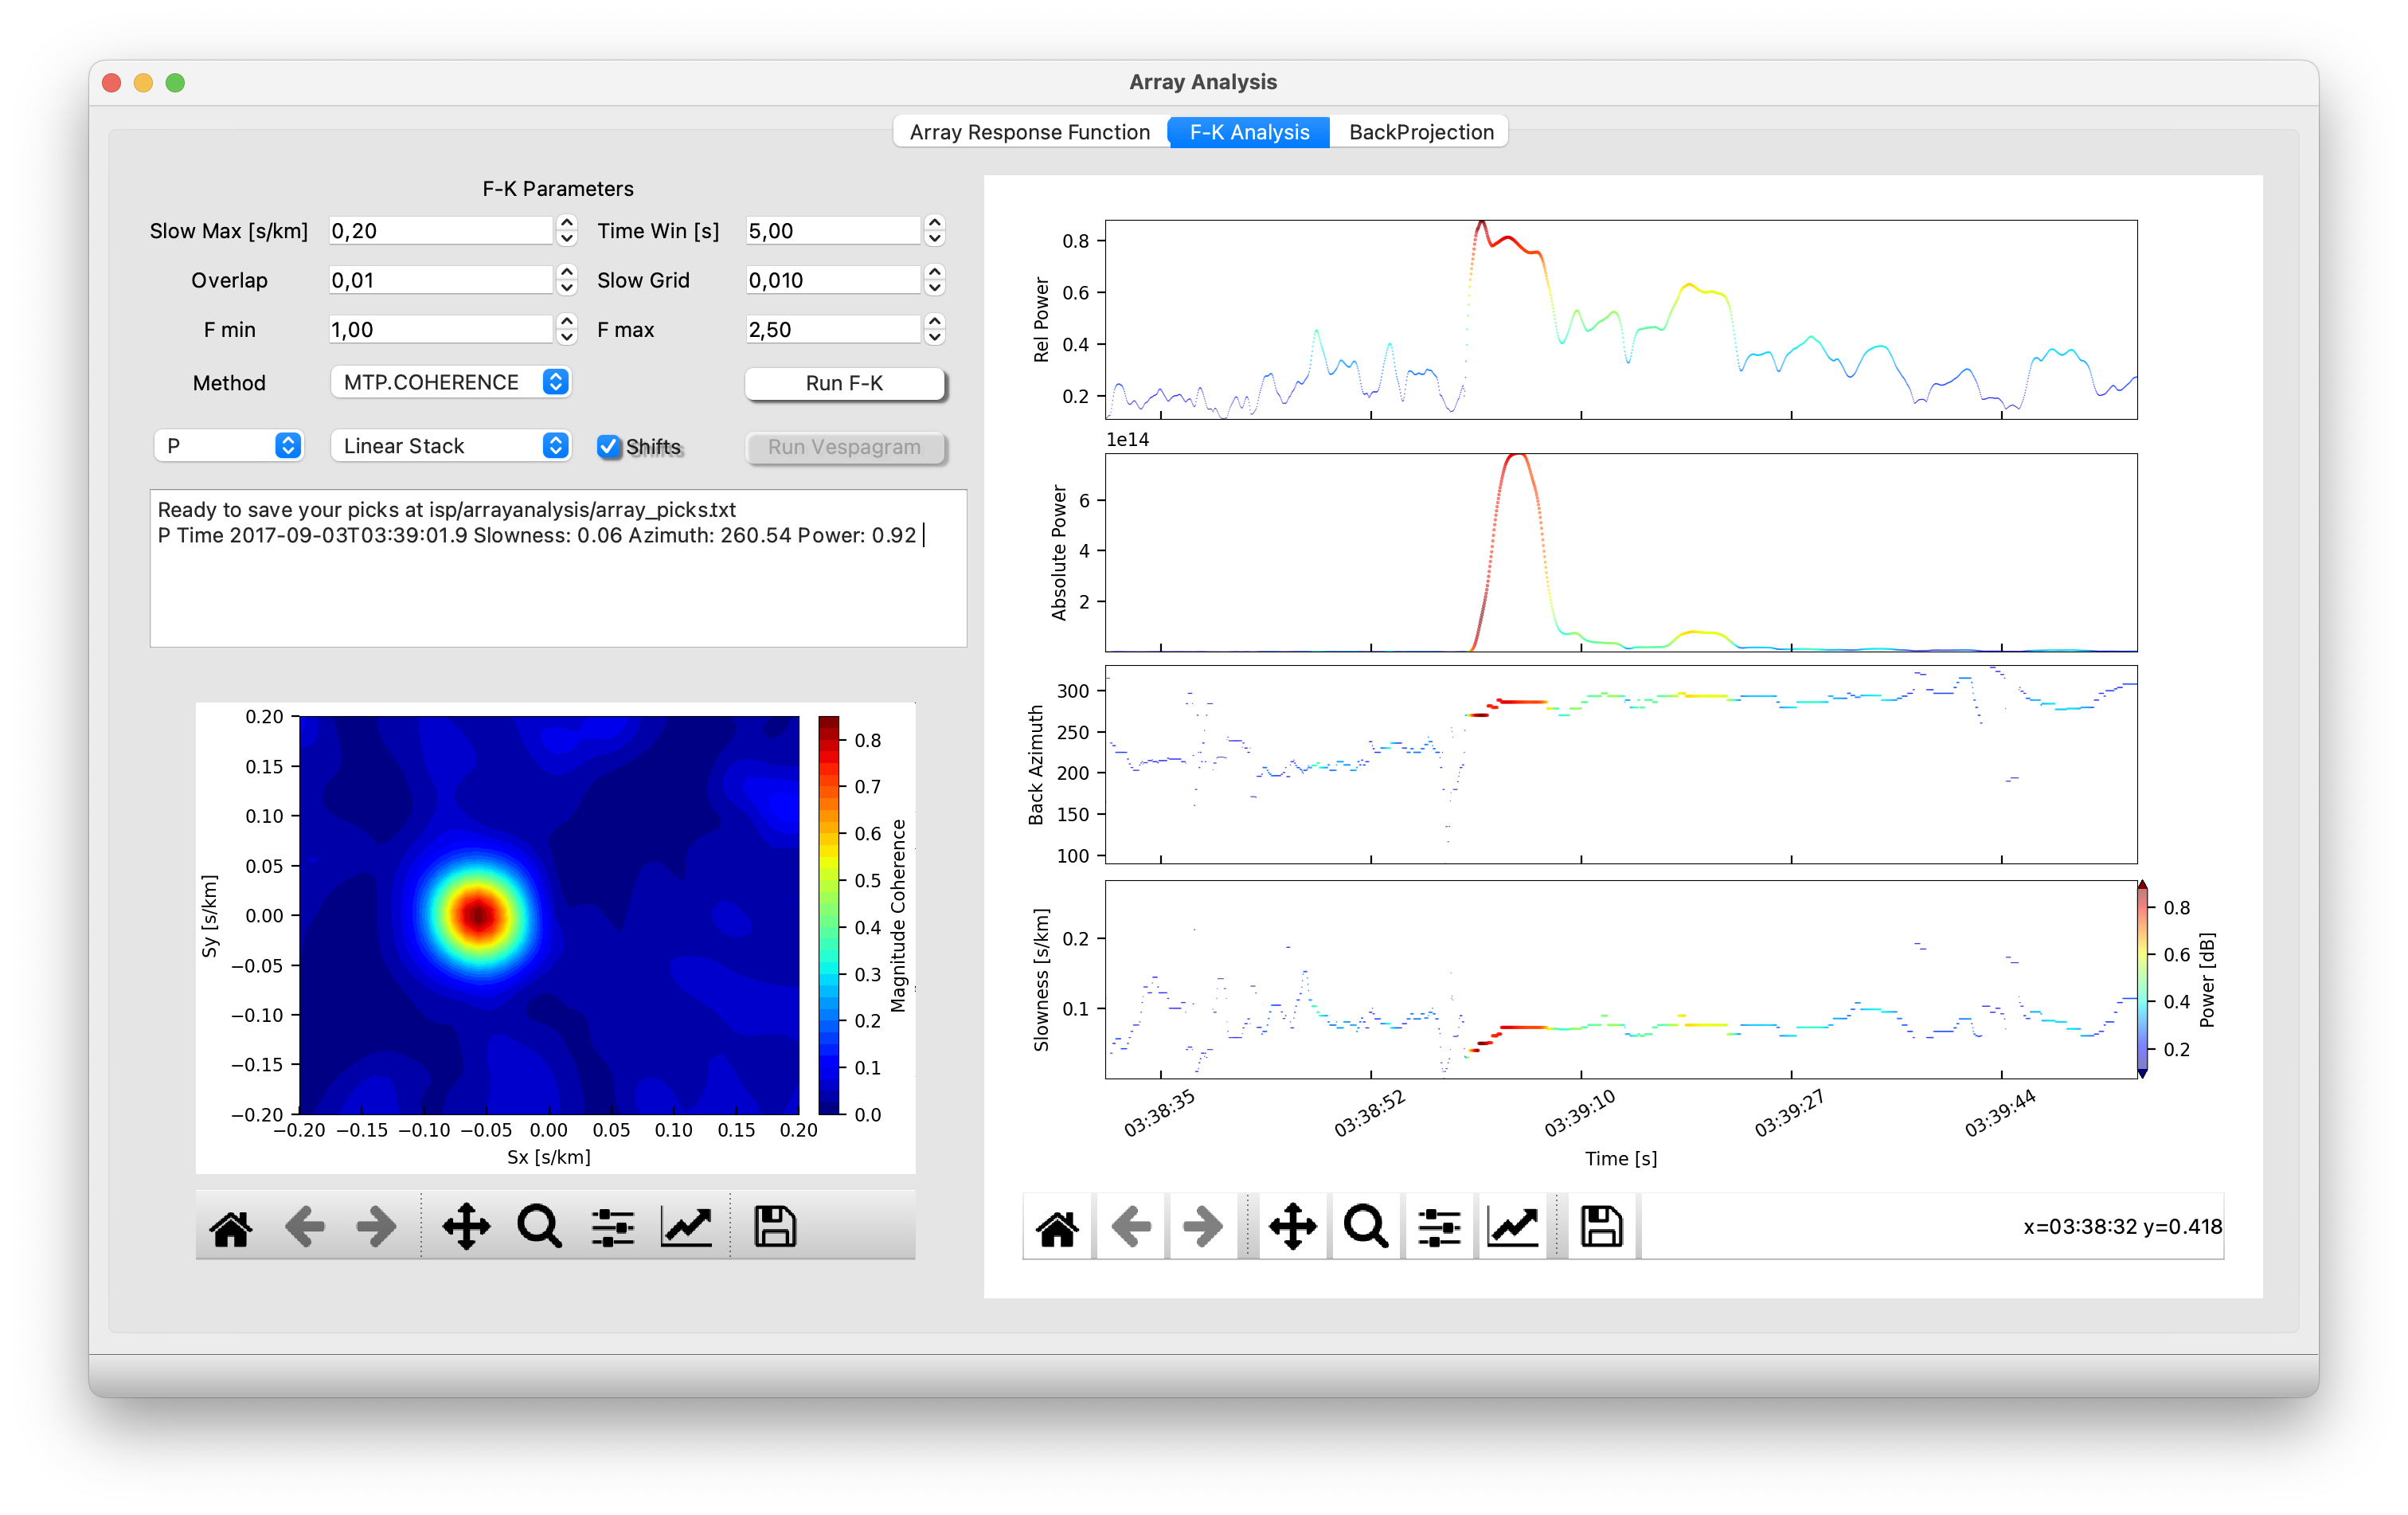 Array Analysis
Array Response Function F-K Analysis BackProjection
F-K Parameters
Slow Max [s/km] 0,20 Time Win [s] 5,00
Overlap 0,01 Slow Grid 0,010
F min 1,00 F max 2,50
Method MTP.COHERENCE Run F-K
P Linear Stack Shifts Run Vespagram
Ready to save your picks at isp/arrayanalysis/array_picks.txt
P Time 2017-09-03T03:39:01.9 Slowness: 0.06 Azimuth: 260.54 Power: 0.92
0.20
0.15
0.10
0.05
0.00
−0.05
−0.10
−0.15
−0.20
Sy [s/km]
−0.20 −0.15 −0.10 −0.05 0.00 0.05 0.10 0.15 0.20
Sx [s/km]
0.8
0.7
0.6
0.5
0.4
0.3
0.2
0.1
0.0
Magnitude Coherence
0.8
0.6
0.4
0.2
Rel Power
1e14
6
4
2
Absolute Power
300
250
200
150
100
Back Azimuth
0.2
0.1
Slowness [s/km]
0.8
0.6
0.4
0.2
Power [dB]
03:38:35 03:38:52 03:39:10 03:39:27 03:39:44
Time [s]
x=03:38:32 y=0.418